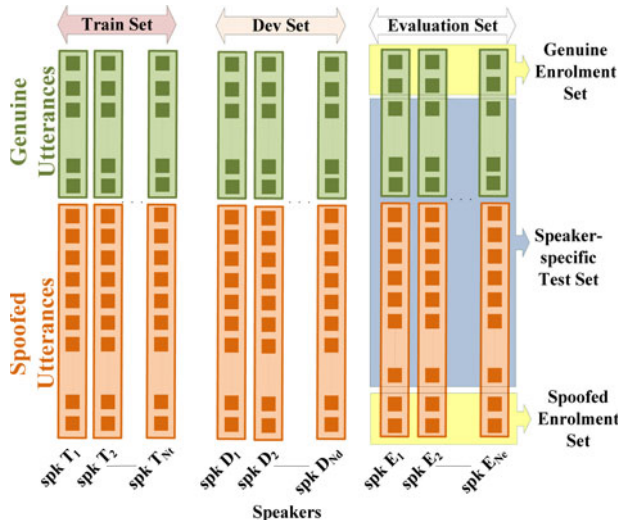 Train Set
Dev Set
Evaluation Set
Genuine
Enrolment
Set
Genuine
Utterances
Speaker-
specific
Test Set
Spoofed
Utterances
Spoofed
Enrolment
Set
spk T1
spk T2
spk TNt
spk D1
spk D2
spk DNd
spk E1
spk E2
spk ENe
Speakers